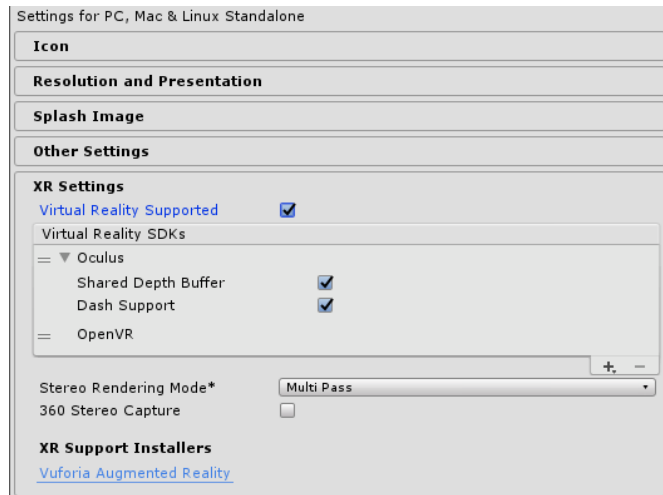 Settings for PC, Mac & Linux Standalone
Icon
Resolution and Presentation
Splash Image
Other Settings
XR Settings
Virtual Reality Supported
Virtual Reality SDKs
Oculus
Shared Depth Buffer
Dash Support
OpenVR
Stereo Rendering Mode* Multi Pass
360 Stereo Capture
XR Support Installers
Vuforia Augmented Reality